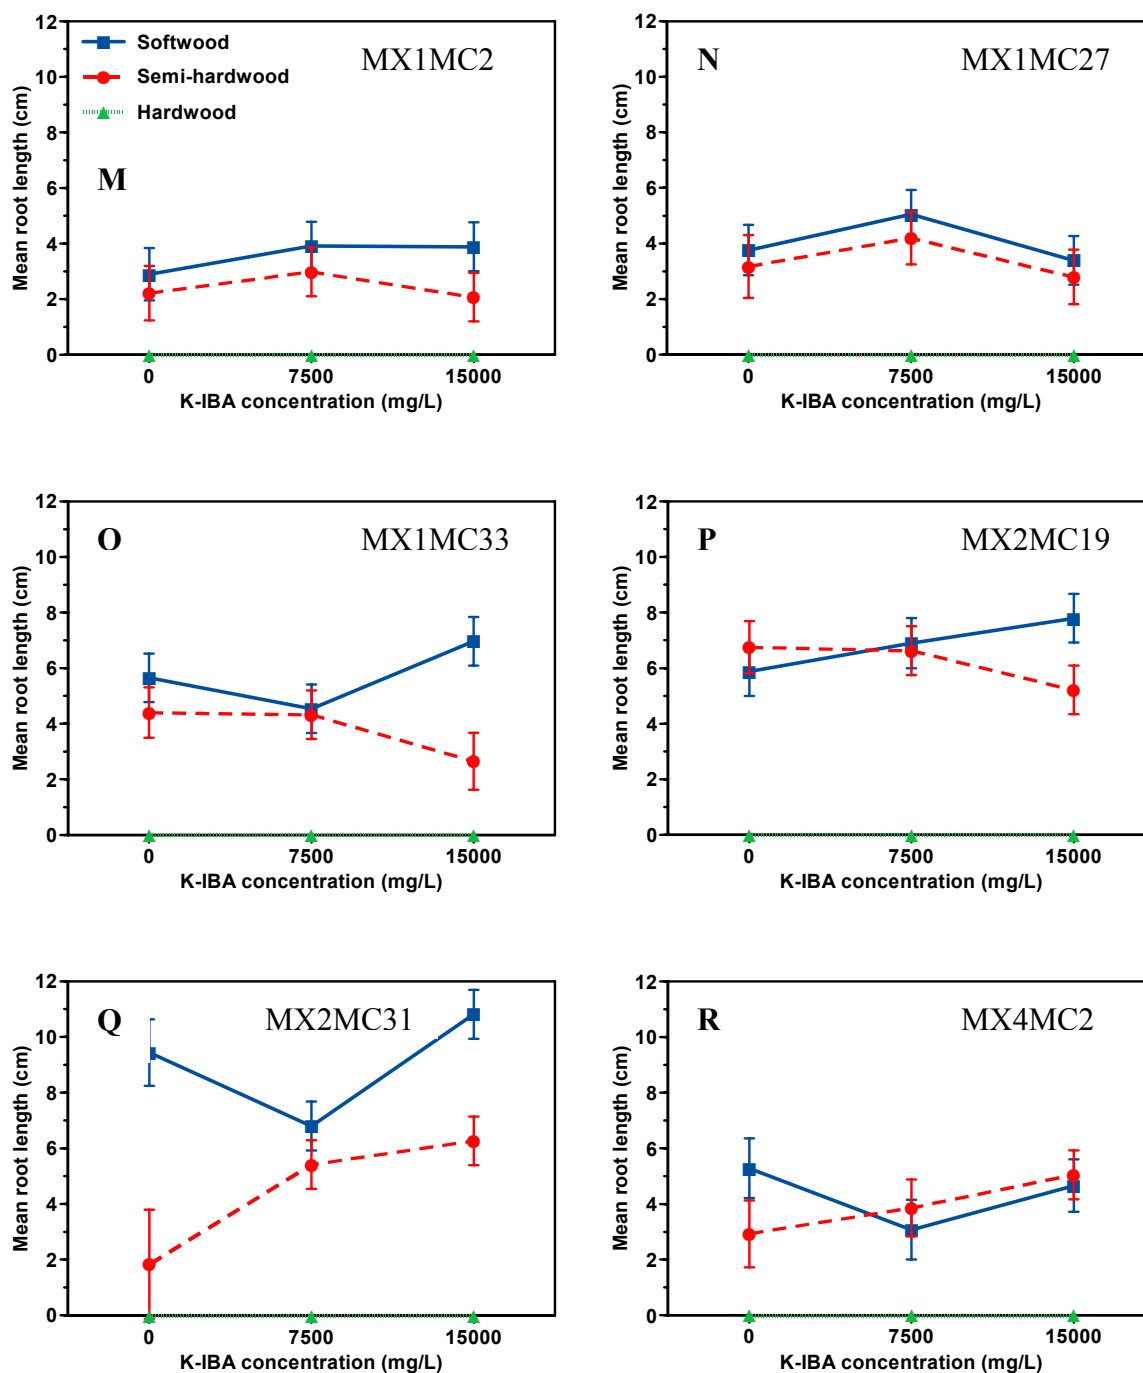 Mean root length (cm)
12
10
8
6
4
2
0
Softwood
Semi-hardwood
Hardwood
MX1MC2
M
0 7500 15000
K-IBA concentration (mg/L)
Mean root length (cm)
12
10
8
6
4
2
0
N
MX1MC27
0 7500 15000
K-IBA concentration (mg/L)
Mean root length (cm)
12
10
8
6
4
2
0
O
MX1MC33
0 7500 15000
K-IBA concentration (mg/L)
Mean root length (cm)
12
10
8
6
4
2
0
P
MX2MC19
0 7500 15000
K-IBA concentration (mg/L)
Mean root length (cm)
12
10
8
6
4
2
0
Q
MX2MC31
0 7500 15000
K-IBA concentration (mg/L)
Mean root length (cm)
12
10
8
6
4
2
0
R
MX4MC2
0 7500 15000
K-IBA concentration (mg/L)